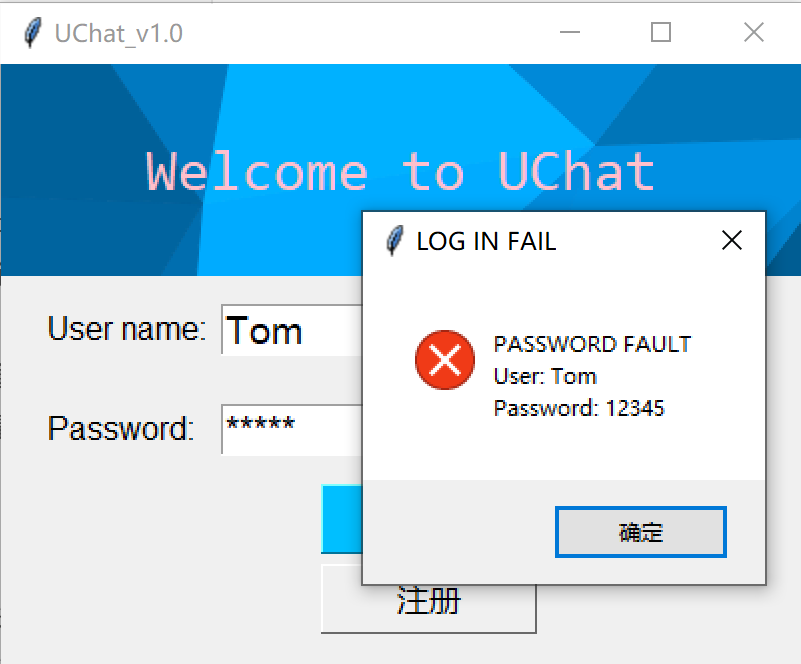 UChat_v1.0
Welcome to UChat
LOG IN FAIL
User name:
Tom
PASSWORD FAULT
User: Tom
Password: 12345
Password:
*****
确定
注册